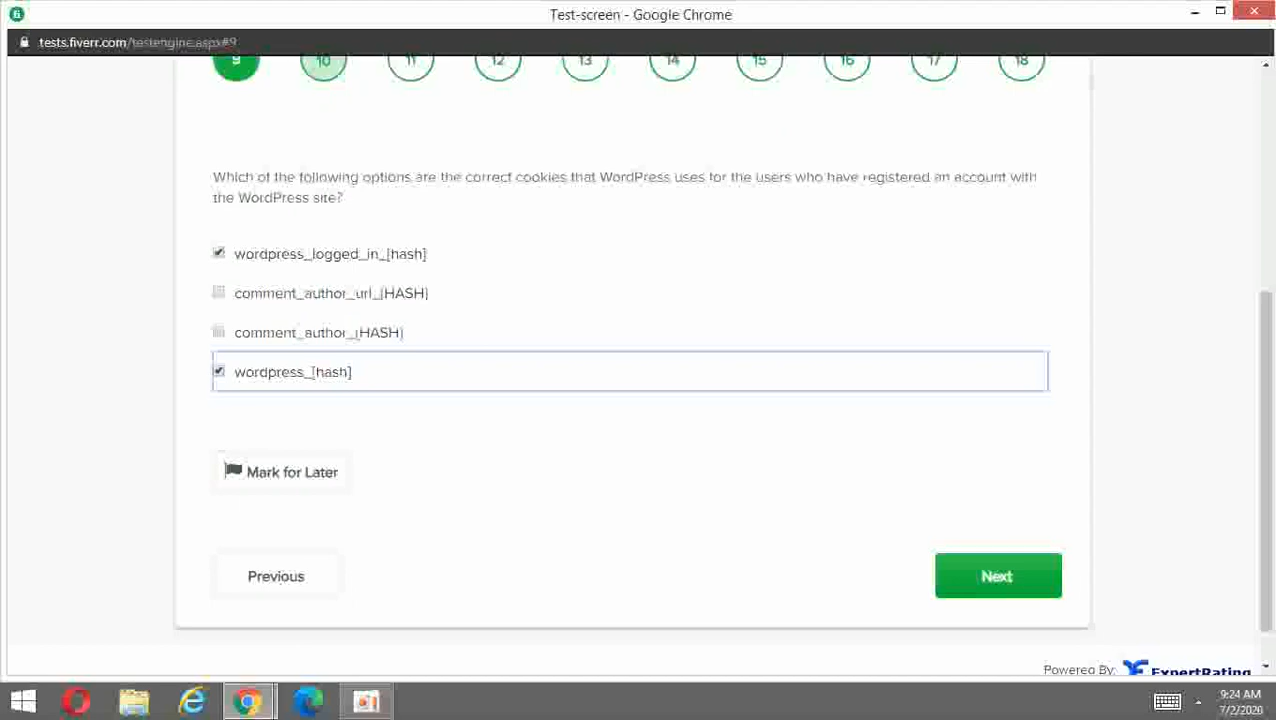 Test-screen - Google Chrome
tests.fiverr.com/testengine.aspx#9
9 10 11 12 13 14 15 16 17 18
Which of the following options are the correct cookies that WordPress uses for the users who have registered an account with
the WordPress site?
wordpress_logged_in_[hash]
comment_author_url_{HASH}
comment_author_{HASH}
wordpress_[hash]
Mark for Later
Previous
Next
Powered By: ExpertRating
9:24 AM
7/2/2020